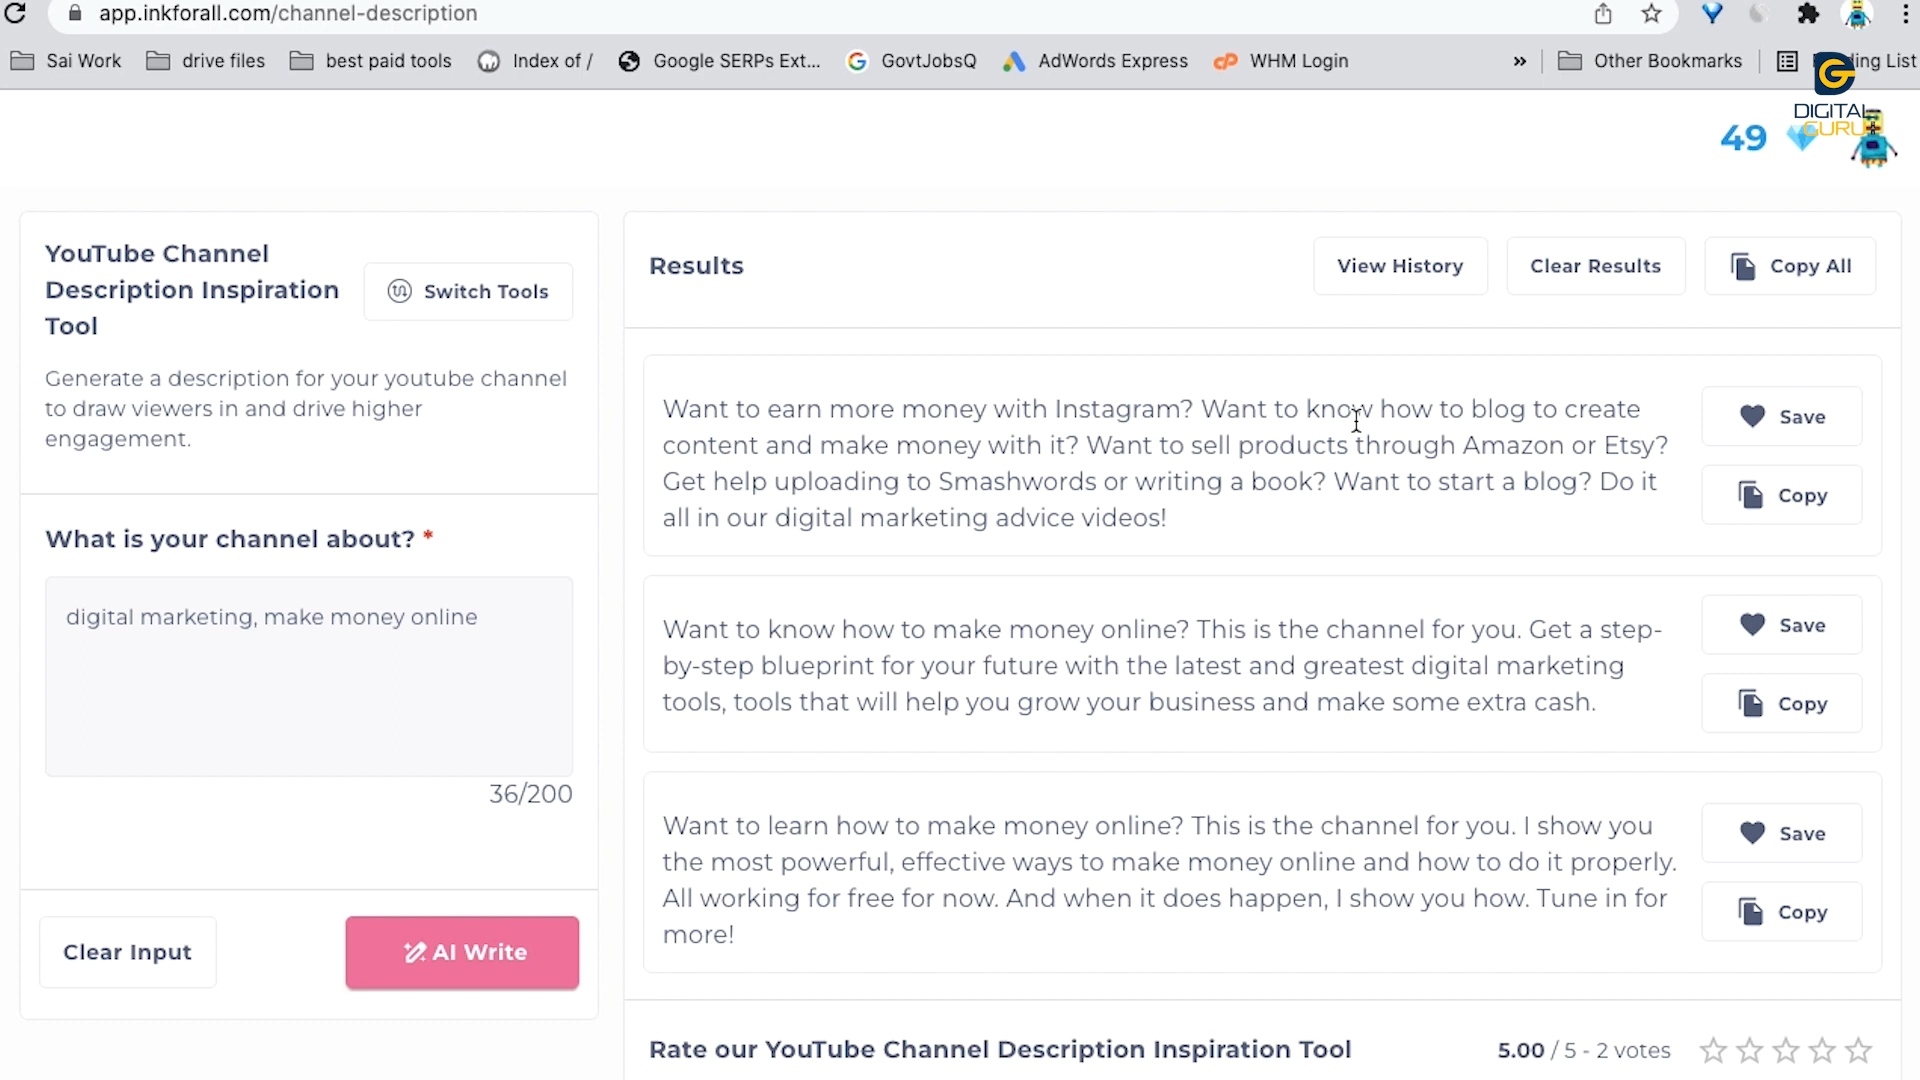 app.inkforall.com/channel-description
Sai Work drive files best paid tools Index of / Google SERPs Ext... GovtJobsQ AdWords Express WHM Login » Other Bookmarks ing List
DIGITAL
GURU
49
YouTube Channel
Description Inspiration
Tool
Switch Tools
Generate a description for your youtube channel
to draw viewers in and drive higher
engagement.
What is your channel about? *
digital marketing, make money online
36/200
Clear Input
AI Write
Results
View History
Clear Results
Copy All
Want to earn more money with Instagram? Want to know how to blog to create
content and make money with it? Want to sell products through Amazon or Etsy?
Get help uploading to Smashwords or writing a book? Want to start a blog? Do it
all in our digital marketing advice videos!
Save
Copy
Want to know how to make money online? This is the channel for you. Get a step-
by-step blueprint for your future with the latest and greatest digital marketing
tools, tools that will help you grow your business and make some extra cash.
Save
Copy
Want to learn how to make money online? This is the channel for you. I show you
the most powerful, effective ways to make money online and how to do it properly.
All working for free for now. And when it does happen, I show you how. Tune in for
more!
Save
Copy
Rate our YouTube Channel Description Inspiration Tool
5.00 / 5 - 2 votes